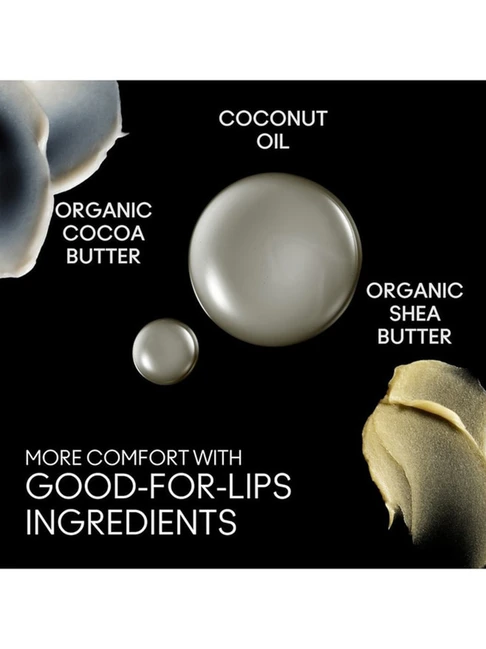 COCONUT
OIL
ORGANIC
COCOA
BUTTER
ORGANIC
SHEA
BUTTER
MORE COMFORT WITH
GOOD-FOR-LIPS
INGREDIENTS